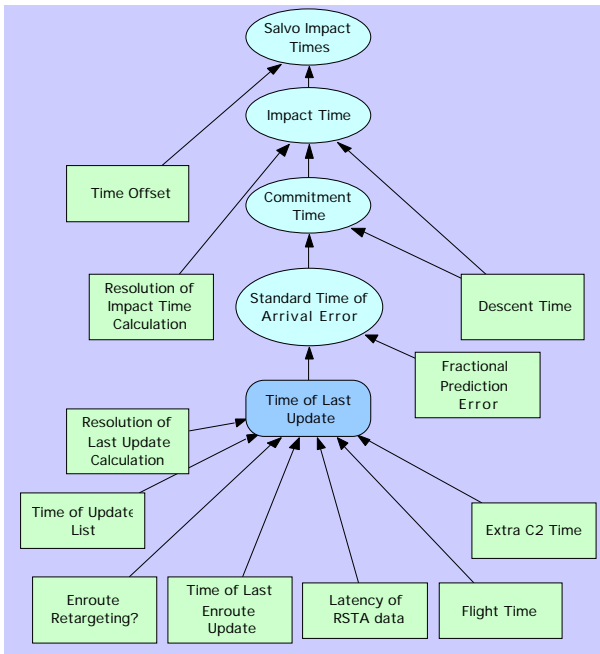 Salvo Impact
Times
Impact Time
Time Offset
Commitment
Time
Resolution of
Impact Time
Calculation
Standard Time of
Arrival Error
Descent Time
Fractional
Prediction
Error
Time of Last
Update
Resolution of
Last Update
Calculation
Time of Update
List
Extra C2 Time
Enroute
Retargeting?
Time of Last
Enroute
Update
Latency of
RSTA data
Flight Time